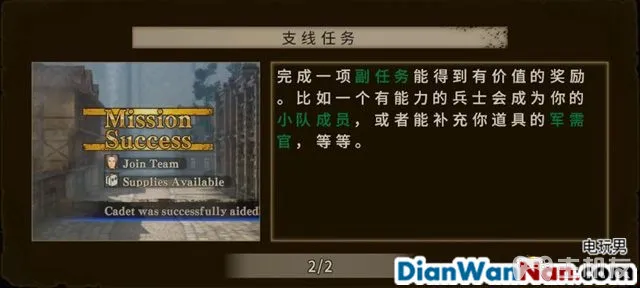 支线任务
完成一项副任务能得到有价值的奖励
。比如一个有能力的兵士会成为你的
小队成员，或者能补充你道具的军需
官，等等。
Mission
Success
Join Team
Supplies Available
Cadet was successfully aided
2/2
电玩男
DianWanNan.com